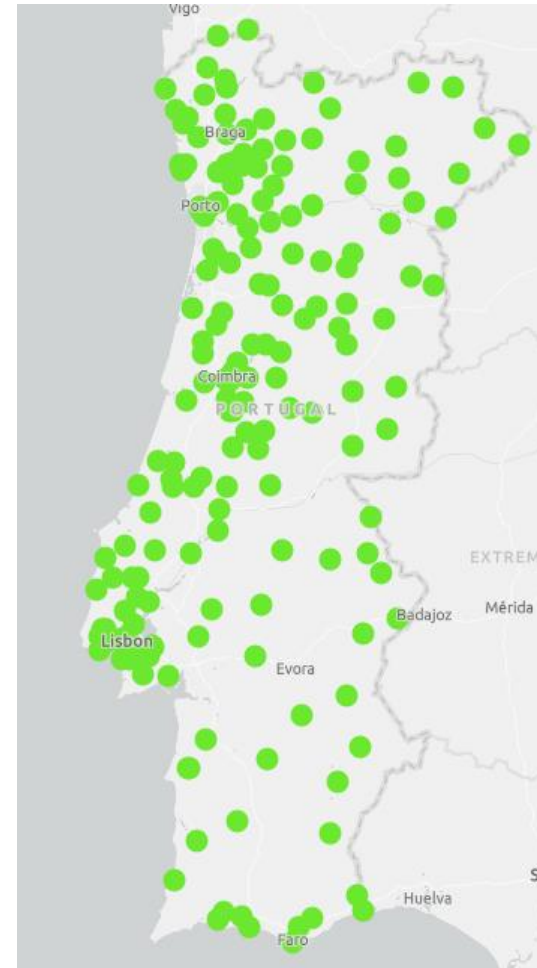 Vigo
Braga
Porto
Coimbra
PORTUGAL
EXTREM
Badajoz
Mérida
Lisbon
Evora
S
Huelva
Faro